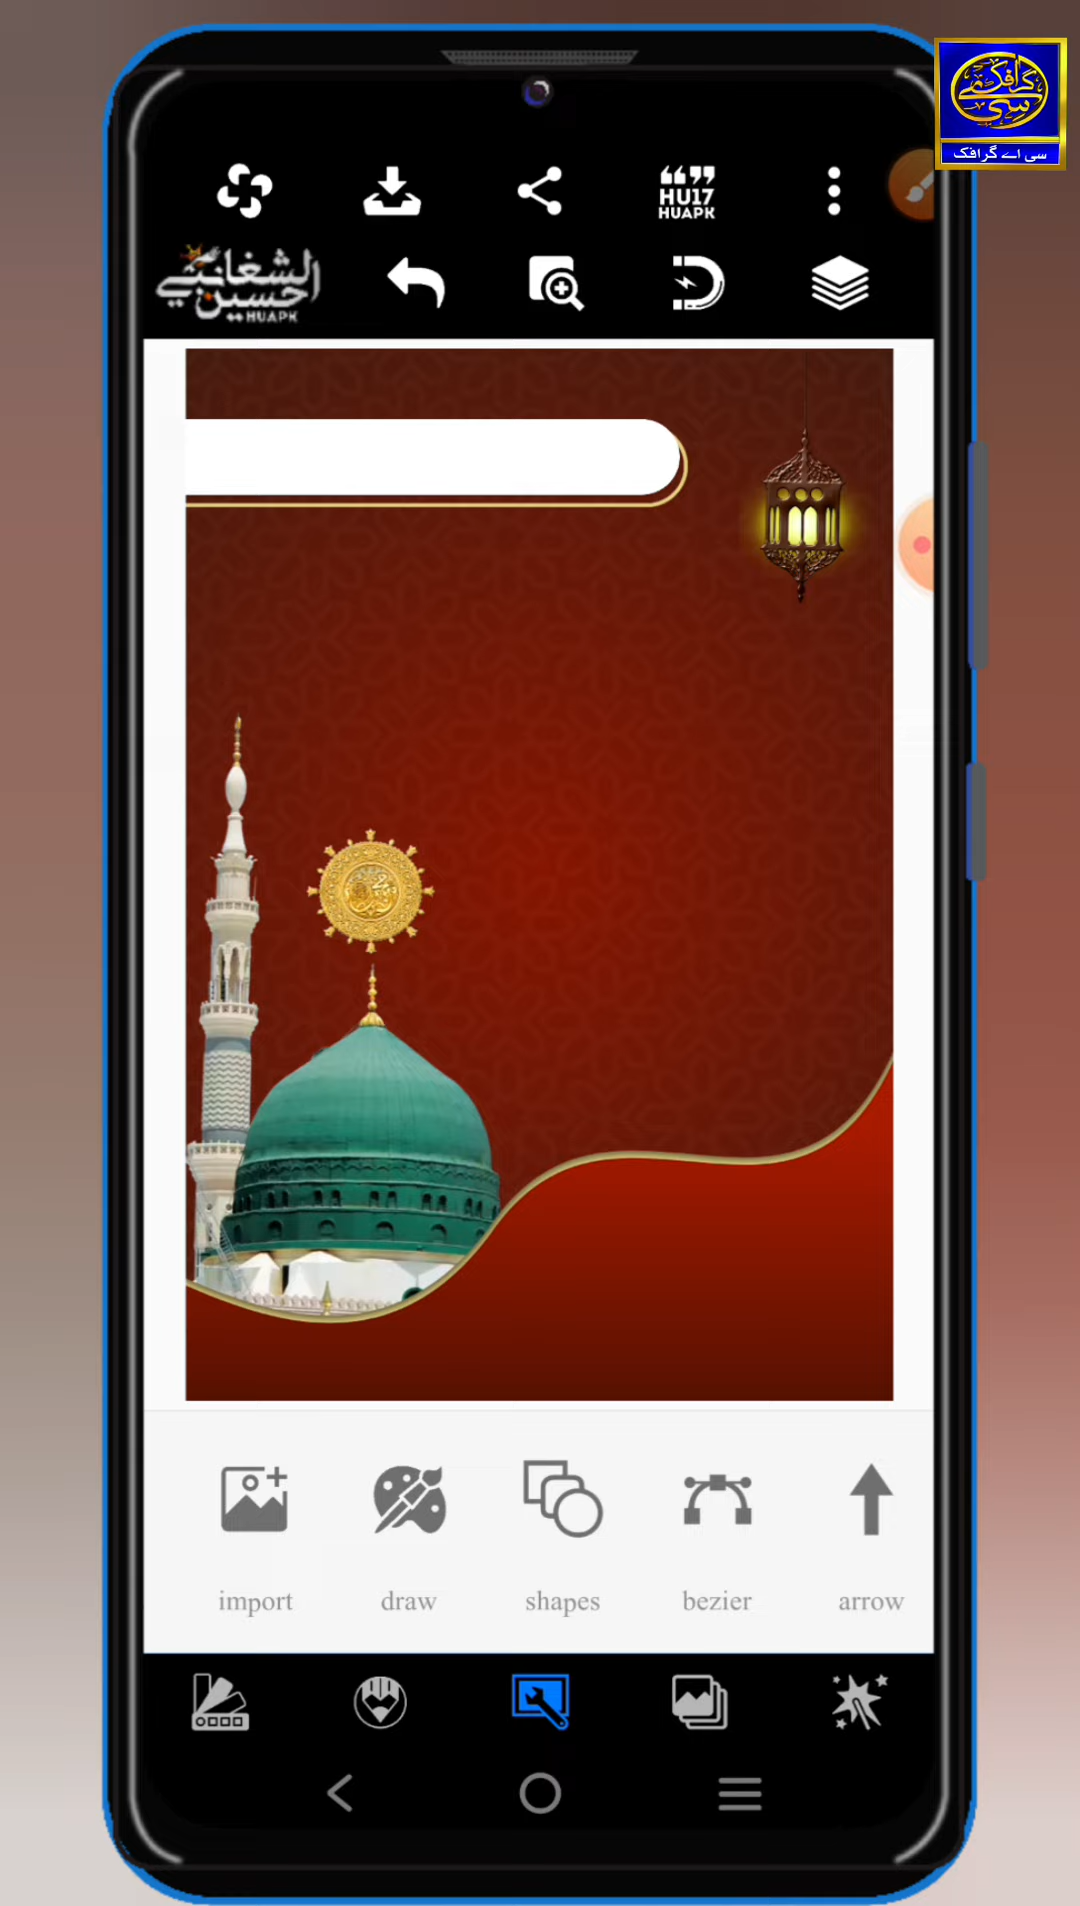 سی اے گرافک
❝❞
HU17
HUAPK
الشغانبي
حسين
HUAPK
import draw shapes bezier arrow